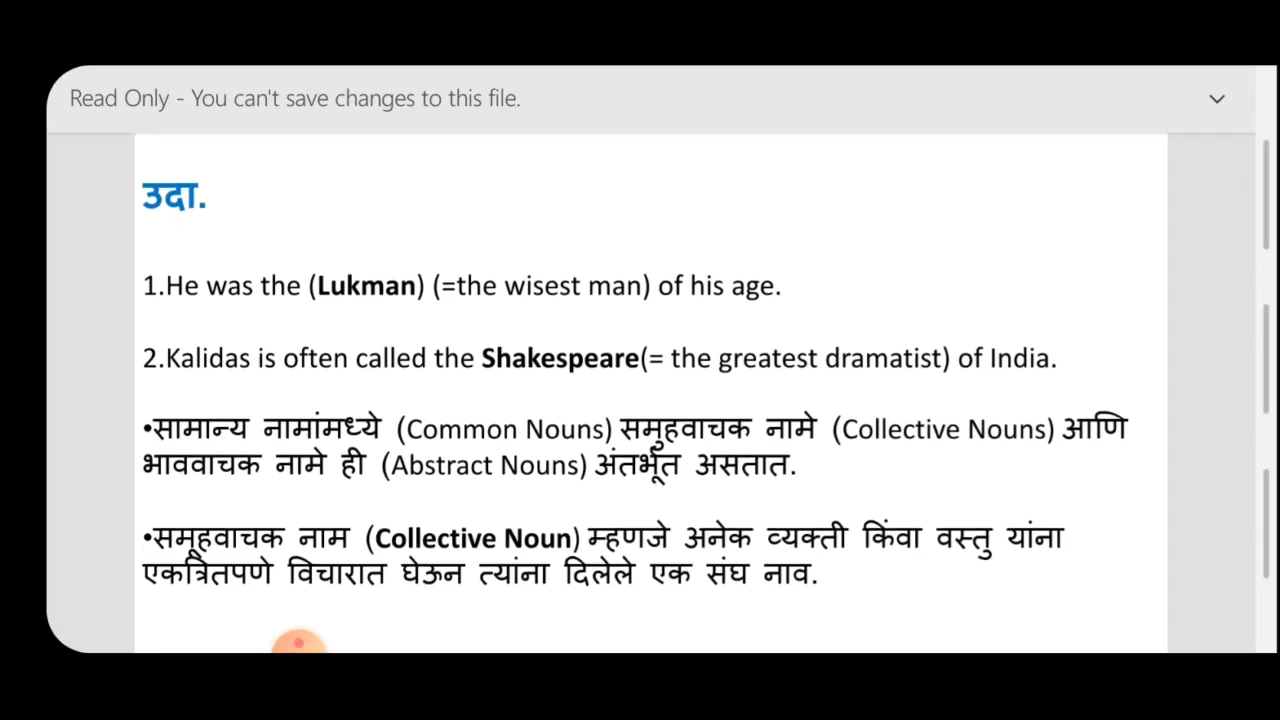 Read Only - You can't save changes to this file.
उदा.
1.He was the (Lukman) (=the wisest man) of his age.
2.Kalidas is often called the Shakespeare(= the greatest dramatist) of India.
•सामान्य नामांमध्ये (Common Nouns) समुहवाचक नामे (Collective Nouns) आणि
भाववाचक नामे ही (Abstract Nouns) अंतर्भूत असतात.
•समूहवाचक नाम (Collective Noun) म्हणजे अनेक व्यक्ती किंवा वस्तु यांना
एकत्रितपणे विचारात घेऊन त्यांना दिलेले एक संघ नाव.